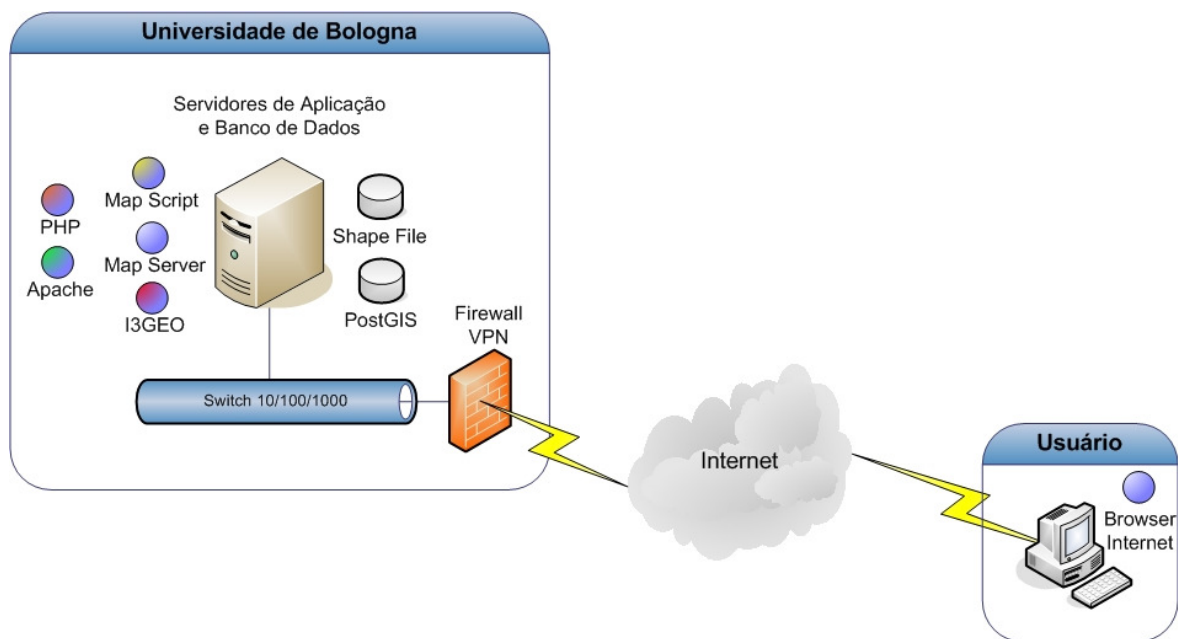 Universidade de Bologna
Servidores de Aplicação
e Banco de Dados
Map Script
PHP
Shape File
Map Server
Apache
I3GEO
PostGIS
Firewall
VPN
Switch 10/100/1000
Internet
Usuário
Browser
Internet